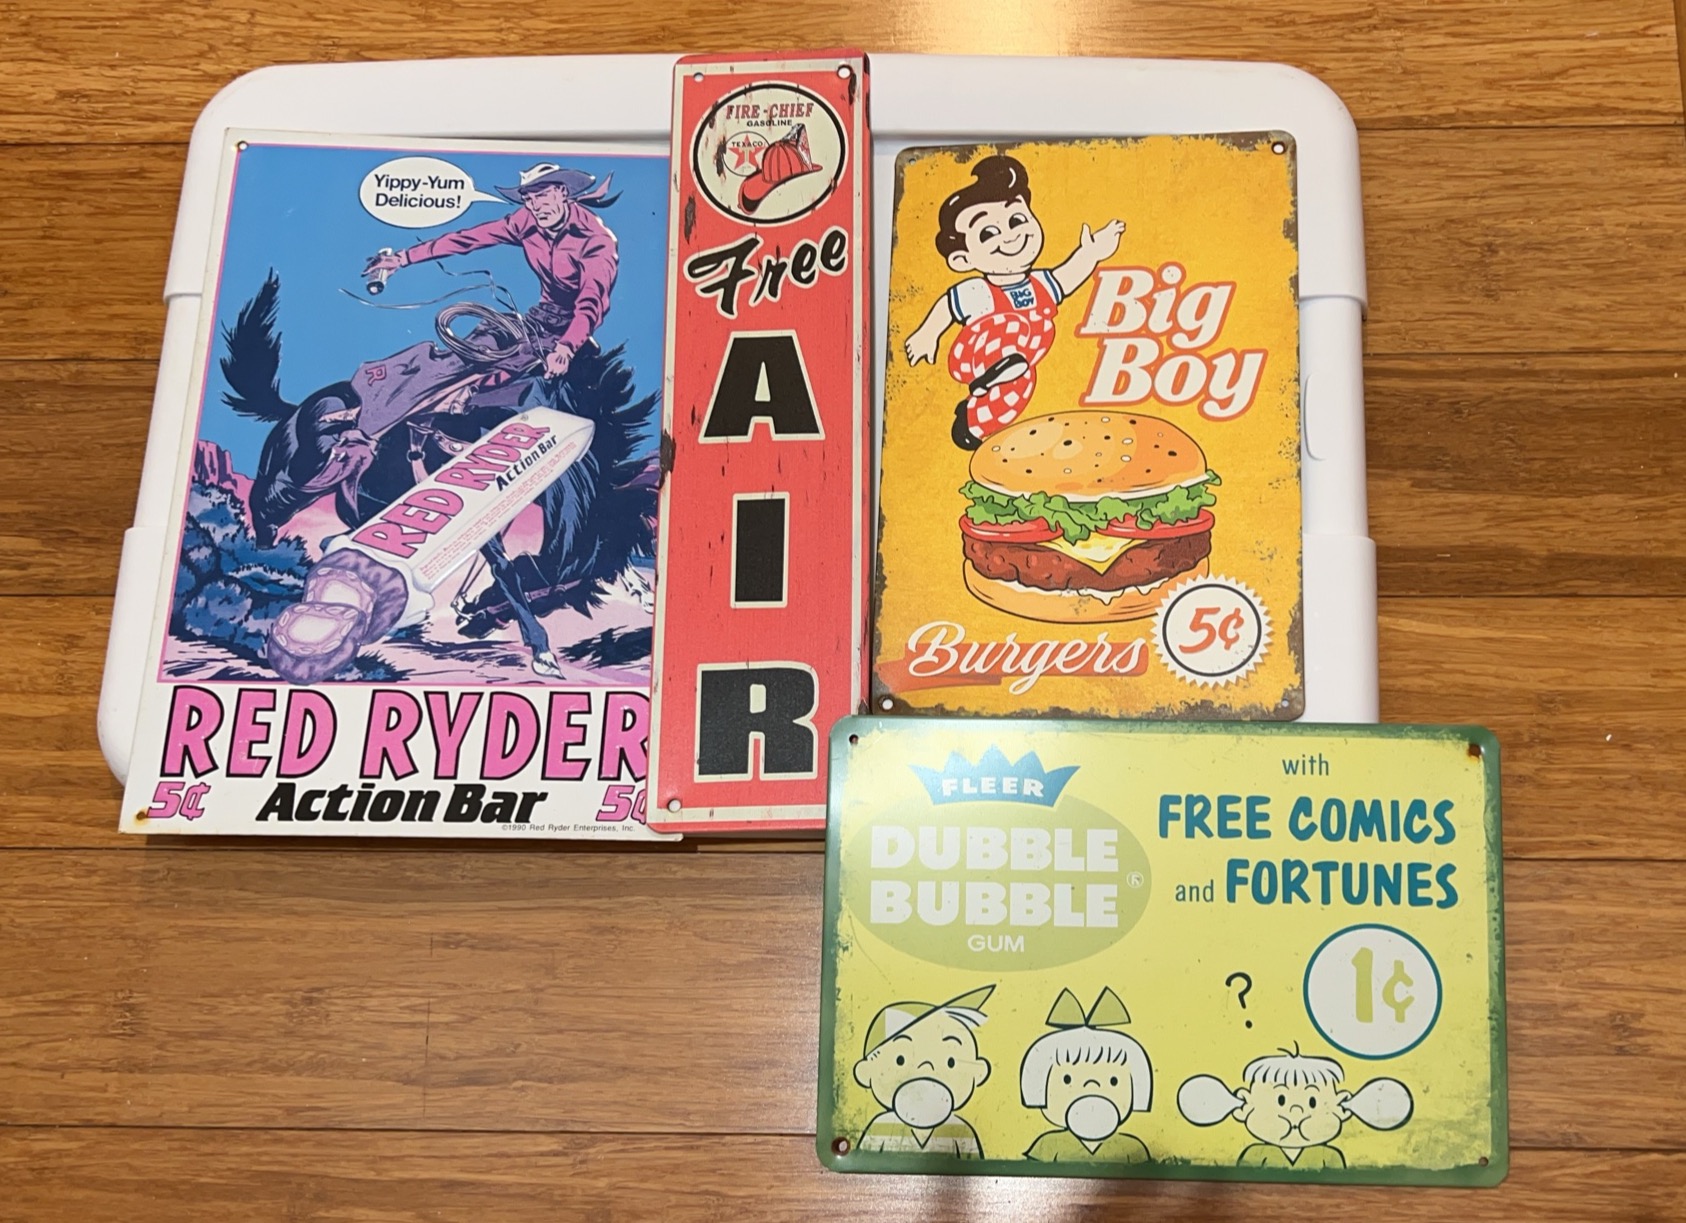 Yippy-Yum
Delicious!
R
RED RYDER®
Action Bar
RED RYDER
5¢ Action Bar 5¢
©1990 Red Ryder Enterprises, Inc.
FIRE-CHIEF
GASOLINE
TEXACO
Free
AIR
BIG
BOY
Big
Boy
Burgers 5¢
FLEER
DUBBLE
BUBBLE®
GUM
with
FREE COMICS
and FORTUNES
1¢
?